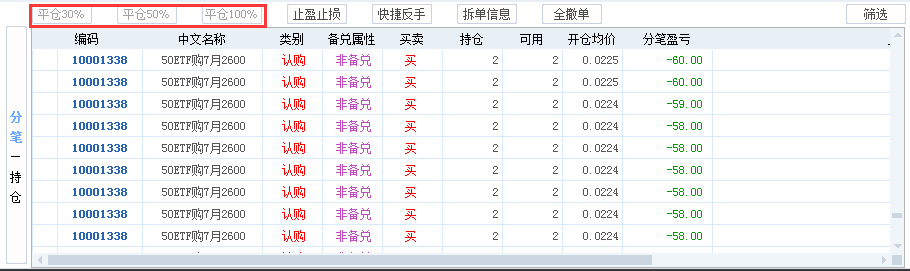 平仓30% 平仓50% 平仓100% 止盈止损 快捷反手 拆单信息 全撤单 筛选
编码 中文名称 类别 备兑属性 买卖 持仓 可用 开仓均价 分笔盈亏
10001338 50ETF购7月2600 认购 非备兑 买 2 2 0.0225 -60.00
10001338 50ETF购7月2600 认购 非备兑 买 2 2 0.0225 -60.00
10001338 50ETF购7月2600 认购 非备兑 买 2 2 0.0224 -59.00
10001338 50ETF购7月2600 认购 非备兑 买 2 2 0.0224 -58.00
10001338 50ETF购7月2600 认购 非备兑 买 2 2 0.0224 -58.00
10001338 50ETF购7月2600 认购 非备兑 买 2 2 0.0224 -58.00
10001338 50ETF购7月2600 认购 非备兑 买 2 2 0.0224 -58.00
10001338 50ETF购7月2600 认购 非备兑 买 2 2 0.0224 -58.00
10001338 50ETF购7月2600 认购 非备兑 买 2 2 0.0224 -58.00
分笔-持仓